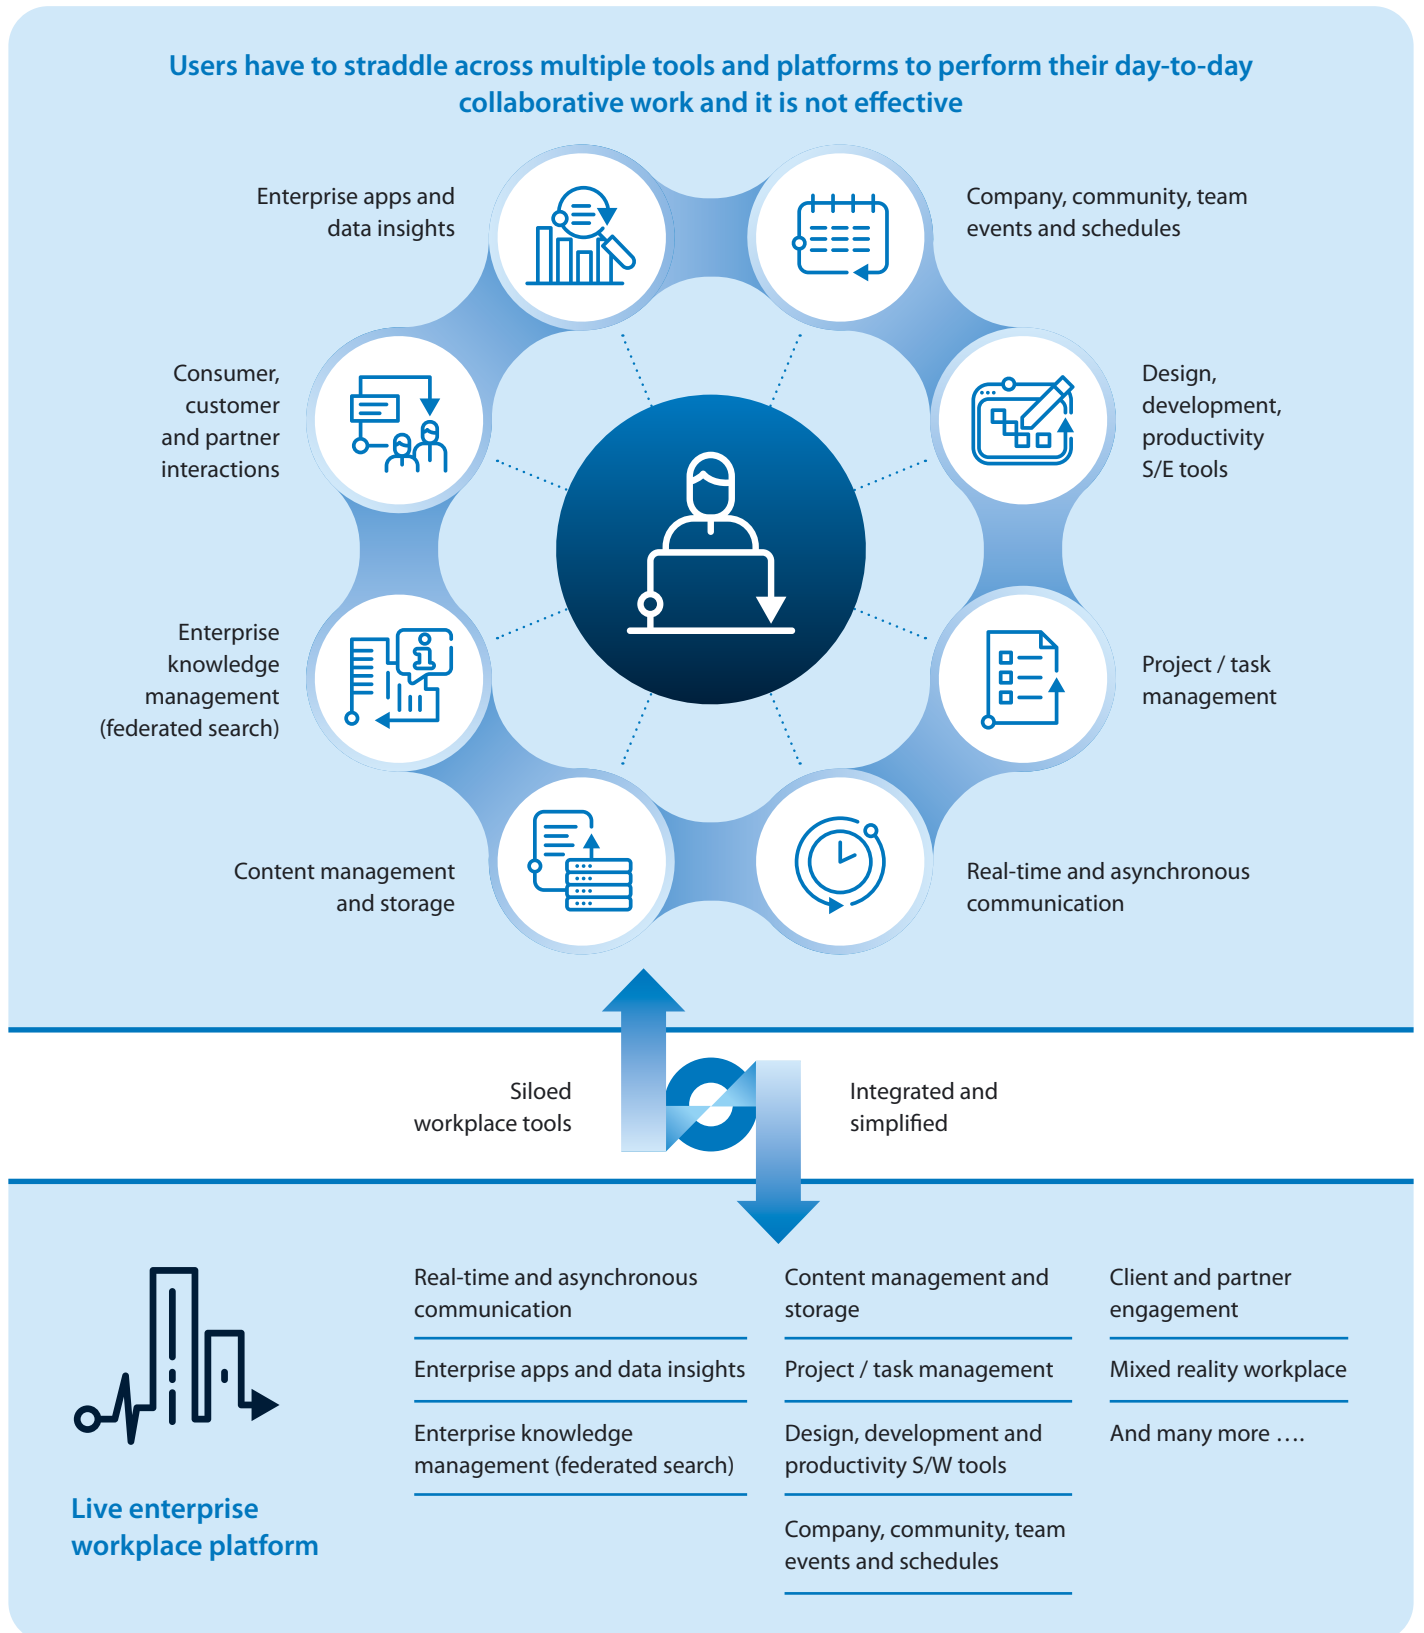 Users have to straddle across multiple tools and platforms to perform their day-to-day
collaborative work and it is not effective
Enterprise apps and
data insights
Company, community, team
events and schedules
Consumer,
customer
and partner
interactions
Design,
development,
productivity
S/E tools
Enterprise
knowledge
management
(federated search)
Project / task
management
Content management
and storage
Real-time and asynchronous
communication
Siloed
workplace tools
Integrated and
simplified
Live enterprise
workplace platform
Real-time and asynchronous
communication
Enterprise apps and data insights
Enterprise knowledge
management (federated search)
Content management and
storage
Project / task management
Design, development and
productivity S/W tools
Company, community, team
events and schedules
Client and partner
engagement
Mixed reality workplace
And many more ….